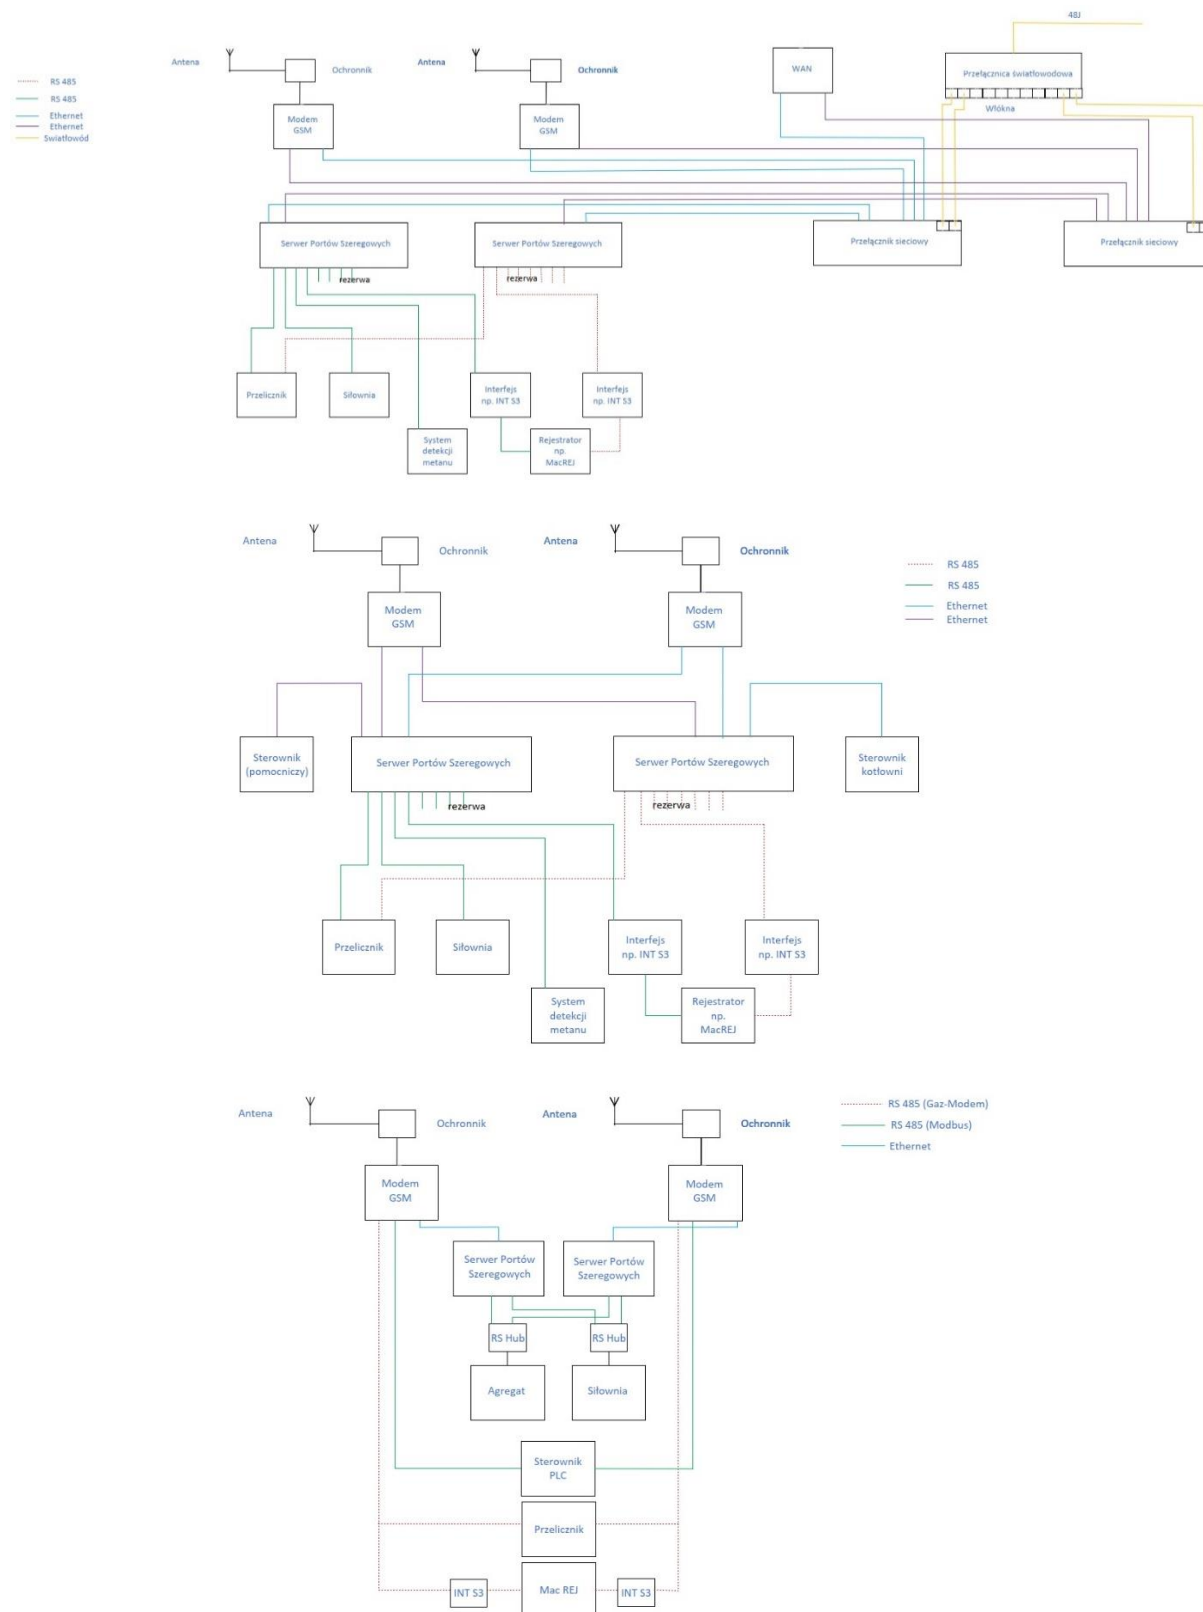 48J
Antena
Ochronnik
Antena
Ochronnik
WAN
Przełącznica światłowodowa
RS 485
RS 485
Ethernet
Ethernet
Światłowód
Włókna
Modem
GSM
Modem
GSM
Serwer Portów Szeregowych
Serwer Portów Szeregowych
Przełącznik sieciowy
Przełącznik sieciowy
rezerwa
rezerwa
Przelicznik
Siłownia
Interfejs
np. INT S3
Interfejs
np. INT S3
System
detekcji
metanu
Rejestrator
np.
MacREJ
Antena
Ochronnik
Antena
Ochronnik
RS 485
RS 485
Ethernet
Ethernet
Modem
GSM
Modem
GSM
Sterownik
(pomocniczy)
Serwer Portów Szeregowych
Serwer Portów Szeregowych
Sterownik
kotłowni
rezerwa
rezerwa
Przelicznik
Siłownia
Interfejs
np. INT S3
Interfejs
np. INT S3
System
detekcji
metanu
Rejestrator
np.
MacREJ
Antena
Ochronnik
Antena
Ochronnik
RS 485 (Gaz-Modem)
RS 485 (Modbus)
Ethernet
Modem
GSM
Modem
GSM
Serwer Portów
Szeregowych
Serwer Portów
Szeregowych
RS Hub
RS Hub
Agregat
Siłownia
Sterownik
PLC
Przelicznik
INT S3
Mac REJ
INT S3